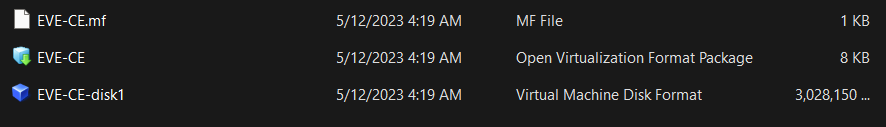 EVE-CE.mf 5/12/2023 4:19 AM MF File 1 KB
EVE-CE 5/12/2023 4:19 AM Open Virtualization Format Package 8 KB
EVE-CE-disk1 5/12/2023 4:19 AM Virtual Machine Disk Format 3,028,150 ...